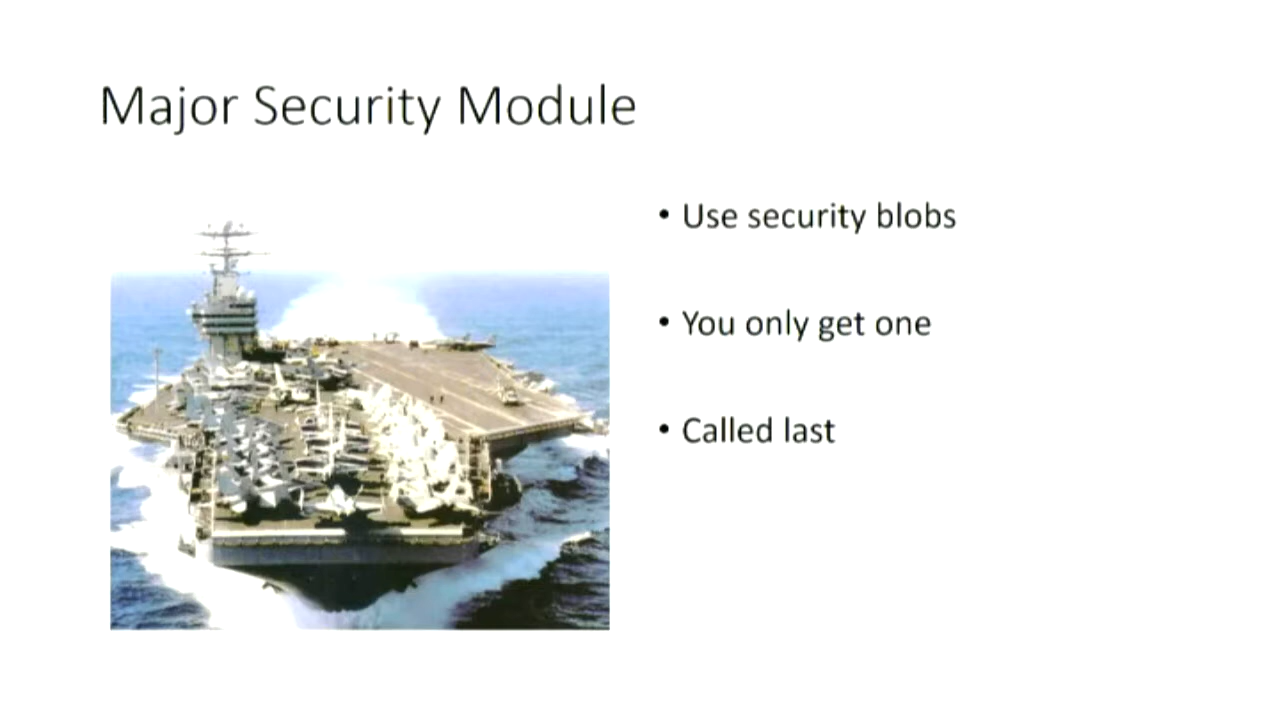 Major Security Module
• Use security blobs
• You only get one
• Called last